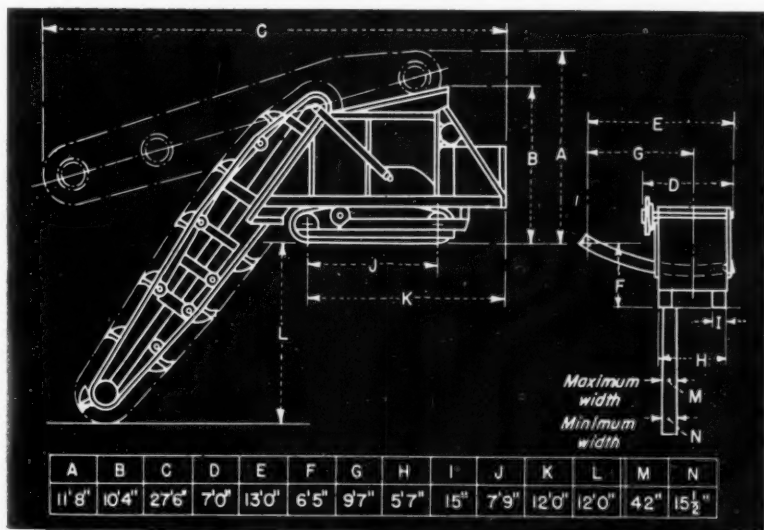 C
E
A
G
B
D
J
F
K
I
L
H
Maximum
width
M
Minimum
width
N
A B C D E F G H I J K L M N
11'8" 10'4" 27'6" 7'0" 13'0" 6'5" 9'7" 5'7" 15" 7'9" 12'0" 12'0" 42" 15½"